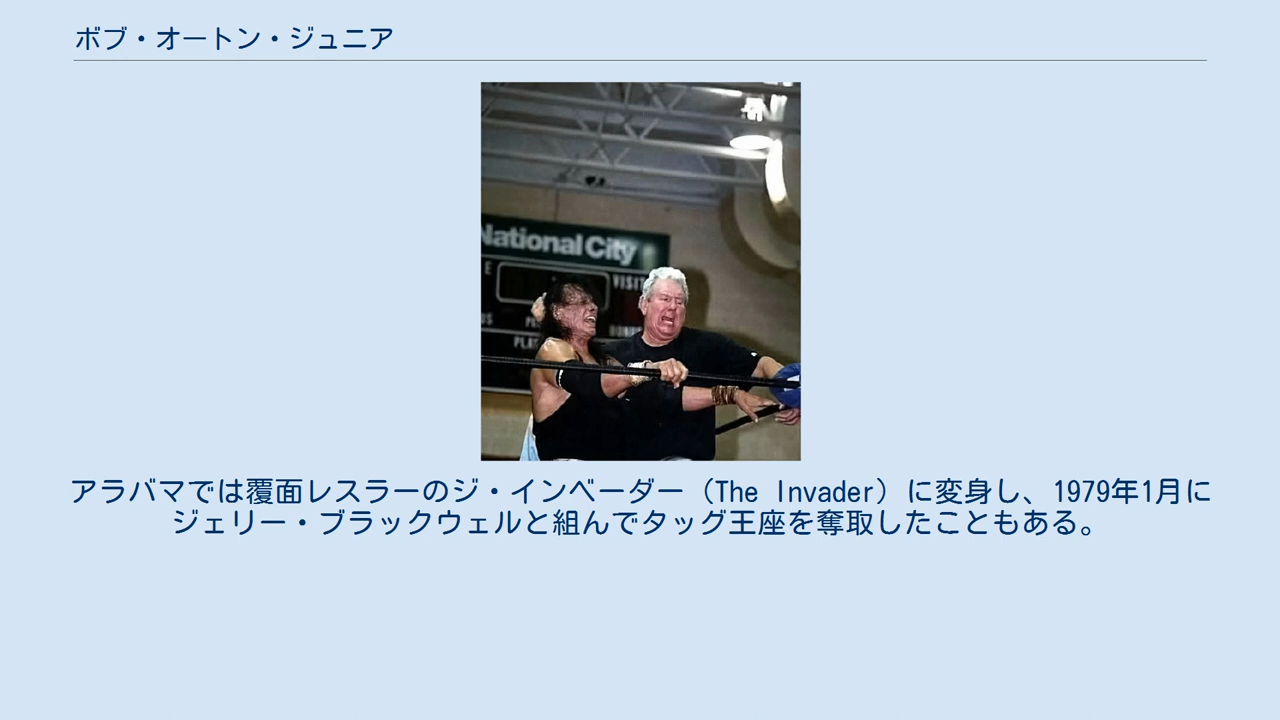 ボブ・オートン・ジュニア
National City
VISIT
アラバマでは覆面レスラーのジ・インベーダー（The Invader）に変身し、1979年1月に
ジェリー・ブラックウェルと組んでタッグ王座を奪取したこともある。